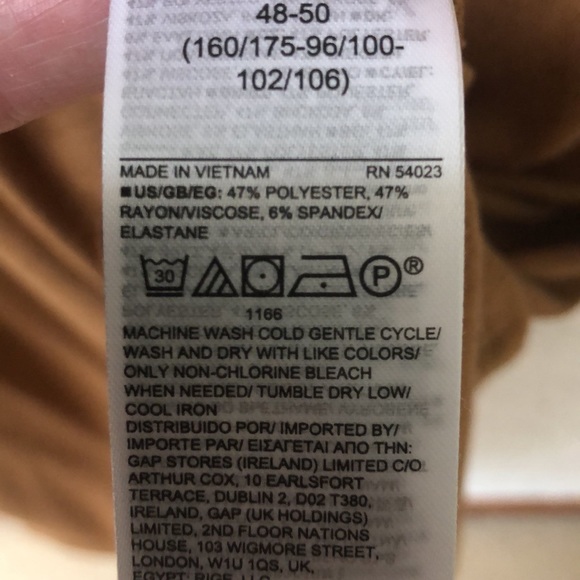 48-50
(160/175-96/100-
102/106)
MADE IN VIETNAM RN 54023
■US/GB/EG: 47% POLYESTER, 47%
RAYON/VISCOSE, 6% SPANDEX/
ELASTANE
30 P®
1166
MACHINE WASH COLD GENTLE CYCLE/
WASH AND DRY WITH LIKE COLORS/
ONLY NON-CHLORINE BLEACH
WHEN NEEDED/ TUMBLE DRY LOW/
COOL IRON
DISTRIBUIDO POR/ IMPORTED BY/
IMPORTE PAR/ ΕΙΣΑΓΕΤΑΙ ΑΠΟ ΤΗΝ:
GAP STORES (IRELAND) LIMITED C/O
ARTHUR COX, 10 EARLSFORT
TERRACE, DUBLIN 2, D02 T380,
IRELAND, GAP (UK HOLDINGS)
LIMITED, 2ND FLOOR NATIONS
HOUSE, 103 WIGMORE STREET,
LONDON, W1U 1QS, UK,